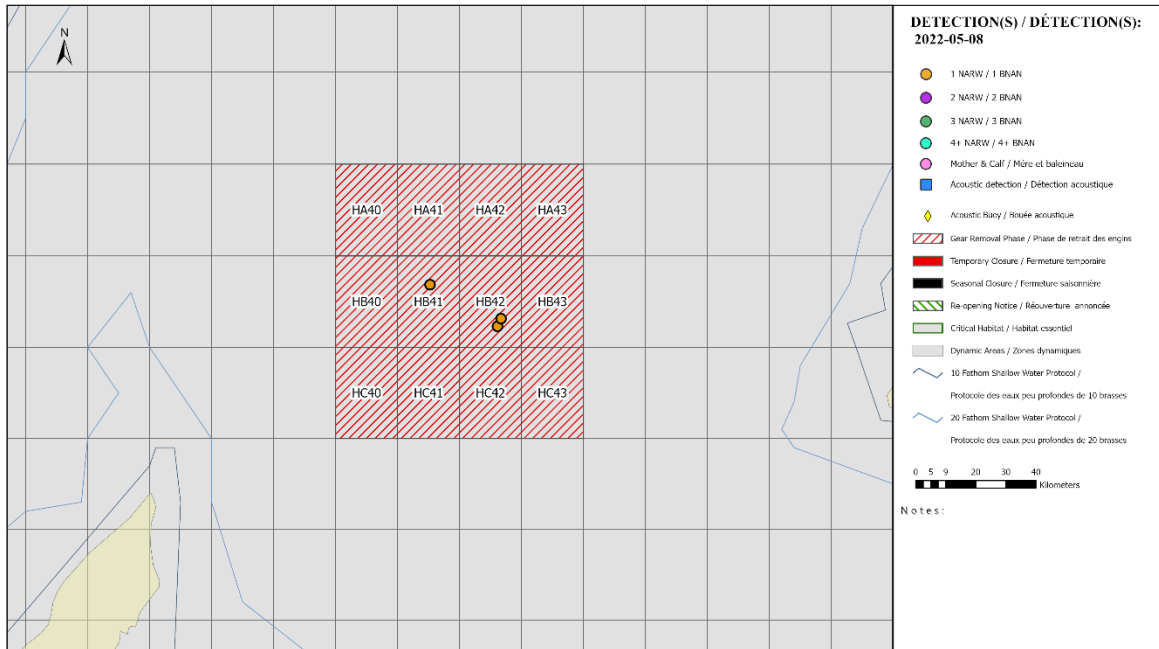 N
HA40 HA41 HA42 HA43
HB40 HB41 HB42 HB43
HC40 HC41 HC42 HC43
DETECTION(S) / DÉTECTION(S):
2022-05-08
1 NARW / 1 BNAN
2 NARW / 2 BNAN
3 NARW / 3 BNAN
4+ NARW / 4+ BNAN
Mother & Calf / Mère et baleineau
Acoustic detection / Détection acoustique
Acoustic Buoy / Bouée acoustique
Gear Removal Phase / Phase de retrait des engins
Temporary Closure / Fermeture temporaire
Seasonal Closure / Fermeture saisonnière
Re-opening Notice / Réouverture annoncée
Critical Habitat / Habitat essentiel
Dynamic Areas / Zones dynamiques
10 Fathom Shallow Water Protocol /
Protocole des eaux peu profondes de 10 brasses
20 Fathom Shallow Water Protocol /
Protocole des eaux peu profondes de 20 brasses
0 5 9 20 30 40
Kilometers
Notes: